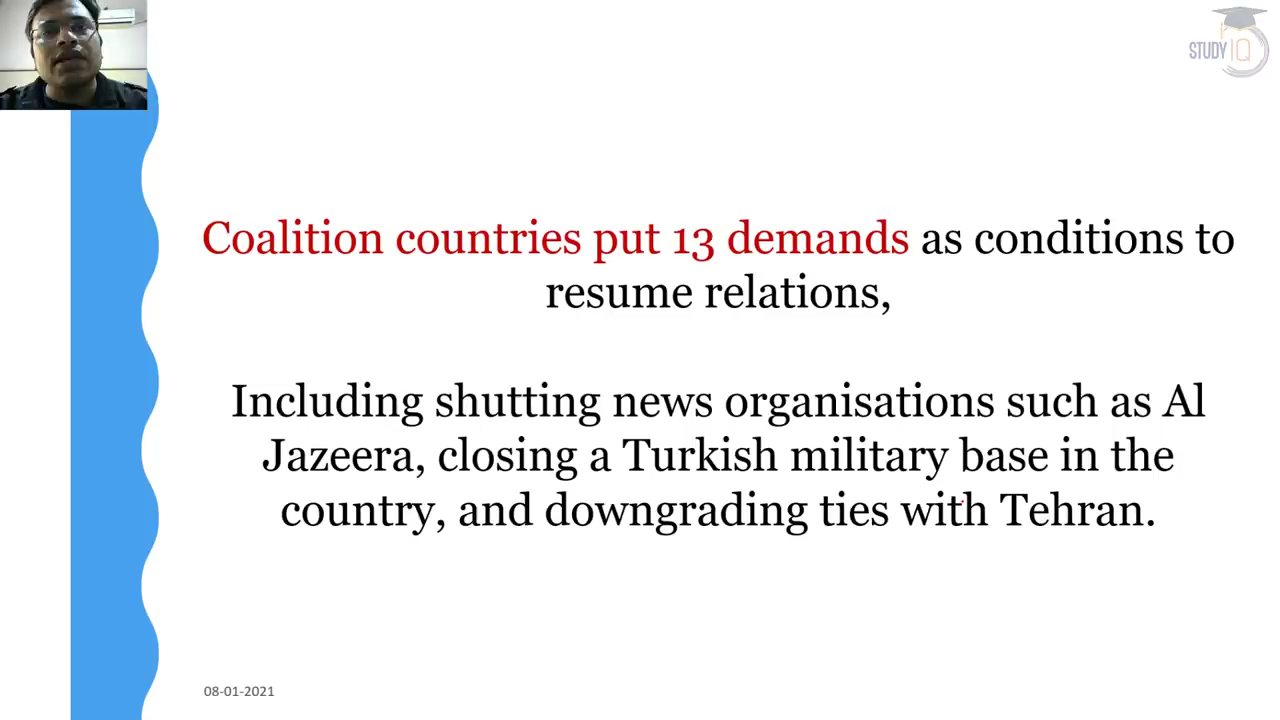 STUDY IQ
Coalition countries put 13 demands as conditions to
resume relations,
Including shutting news organisations such as Al
Jazeera, closing a Turkish military base in the
country, and downgrading ties with Tehran.
08-01-2021